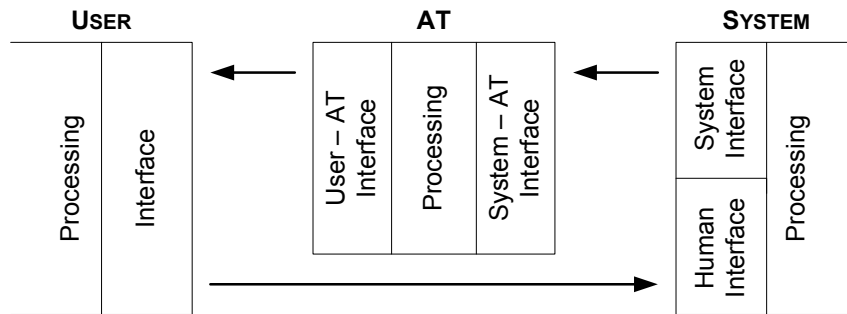 USER
AT
SYSTEM
Processing
Interface
User – AT
Interface
Processing
System – AT
Interface
System
Interface
Human
Interface
Processing